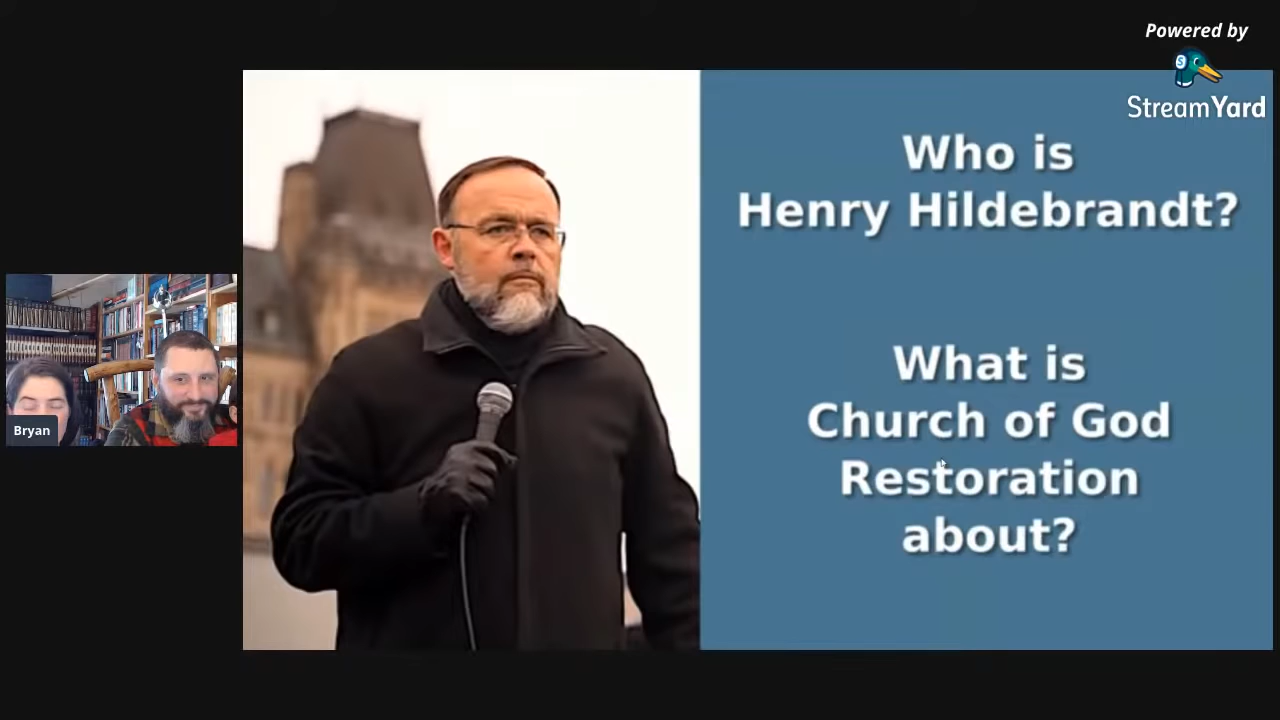 Powered by
StreamYard
Who is
Henry Hildebrandt?
What is
Church of God
Restoration
about?
Bryan